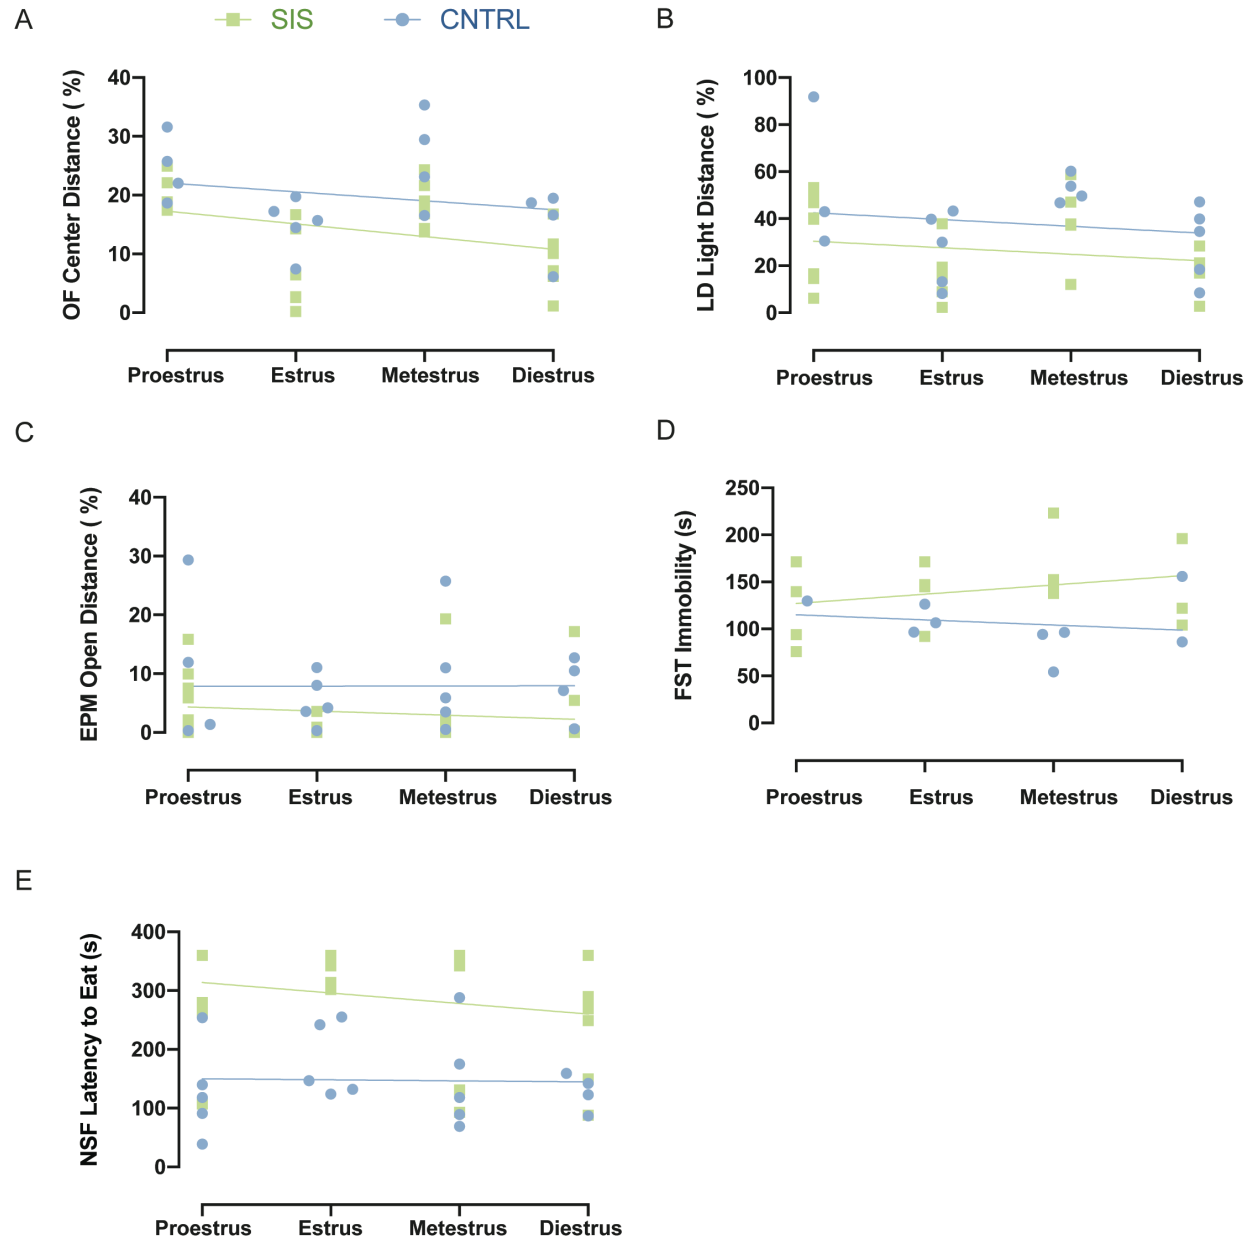 A
SIS
CNTRL
B
OF Center Distance ( %)
40
30
20
10
0
Proestrus
Estrus
Metestrus
Diestrus
LD Light Distance ( %)
100
80
60
40
20
0
Proestrus
Estrus
Metestrus
Diestrus
C
D
EPM Open Distance ( %)
40
30
20
10
0
Proestrus
Estrus
Metestrus
Diestrus
FST Immobility (s)
250
200
150
100
50
0
Proestrus
Estrus
Metestrus
Diestrus
E
NSF Latency to Eat (s)
400
300
200
100
0
Proestrus
Estrus
Metestrus
Diestrus